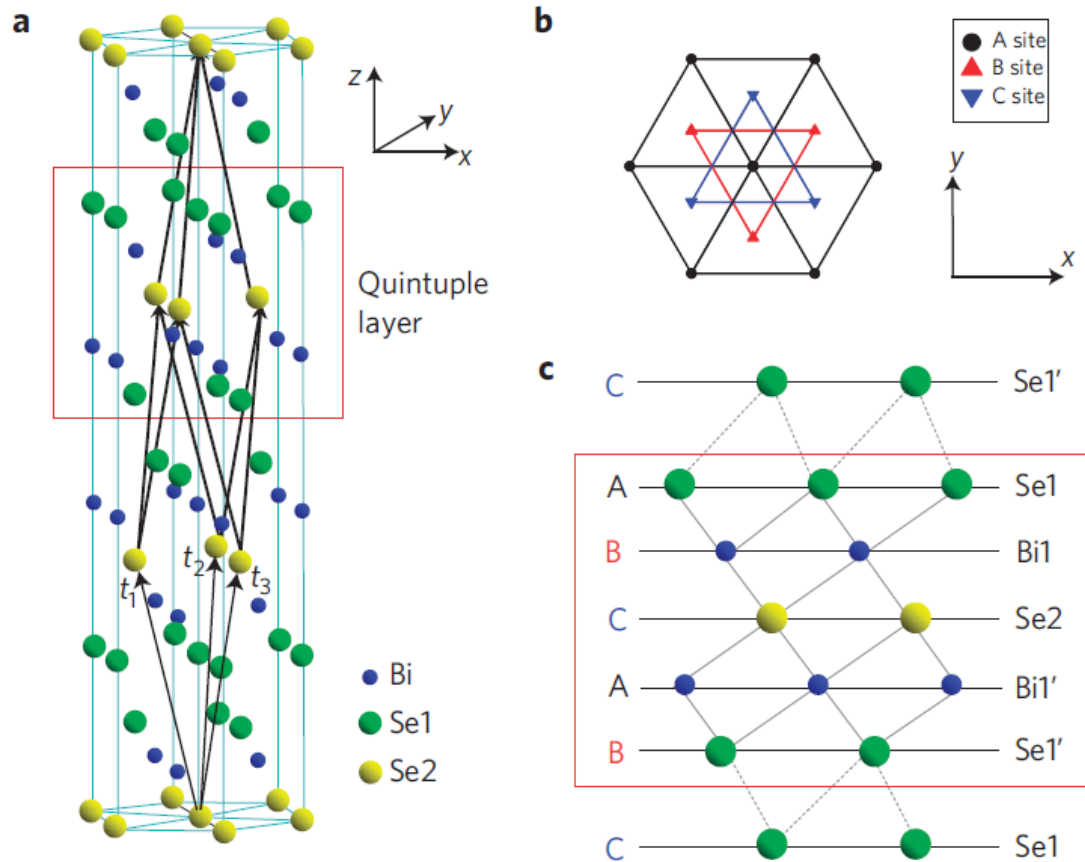 a
z
y
x
Quintuple
layer
t1
t2
t3
Bi
Se1
Se2
b
A site
B site
C site
y
x
c
C Se1′
A Se1
B Bi1
C Se2
A Bi1′
B Se1′
C Se1